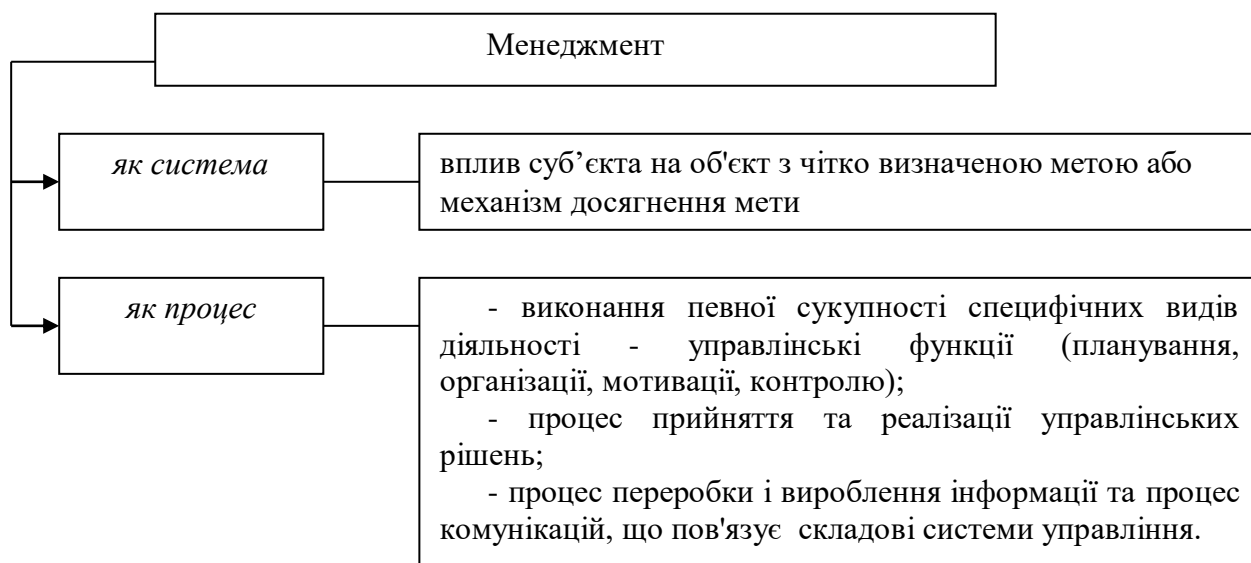 Менеджмент
як система
вплив суб’єкта на об'єкт з чітко визначеною метою або
механізм досягнення мети
як процес
- виконання певної сукупності специфічних видів
діяльності - управлінські функції (планування,
організації, мотивації, контролю);
- процес прийняття та реалізації управлінських
рішень;
- процес переробки і вироблення інформації та процес
комунікацій, що пов'язує складові системи управління.